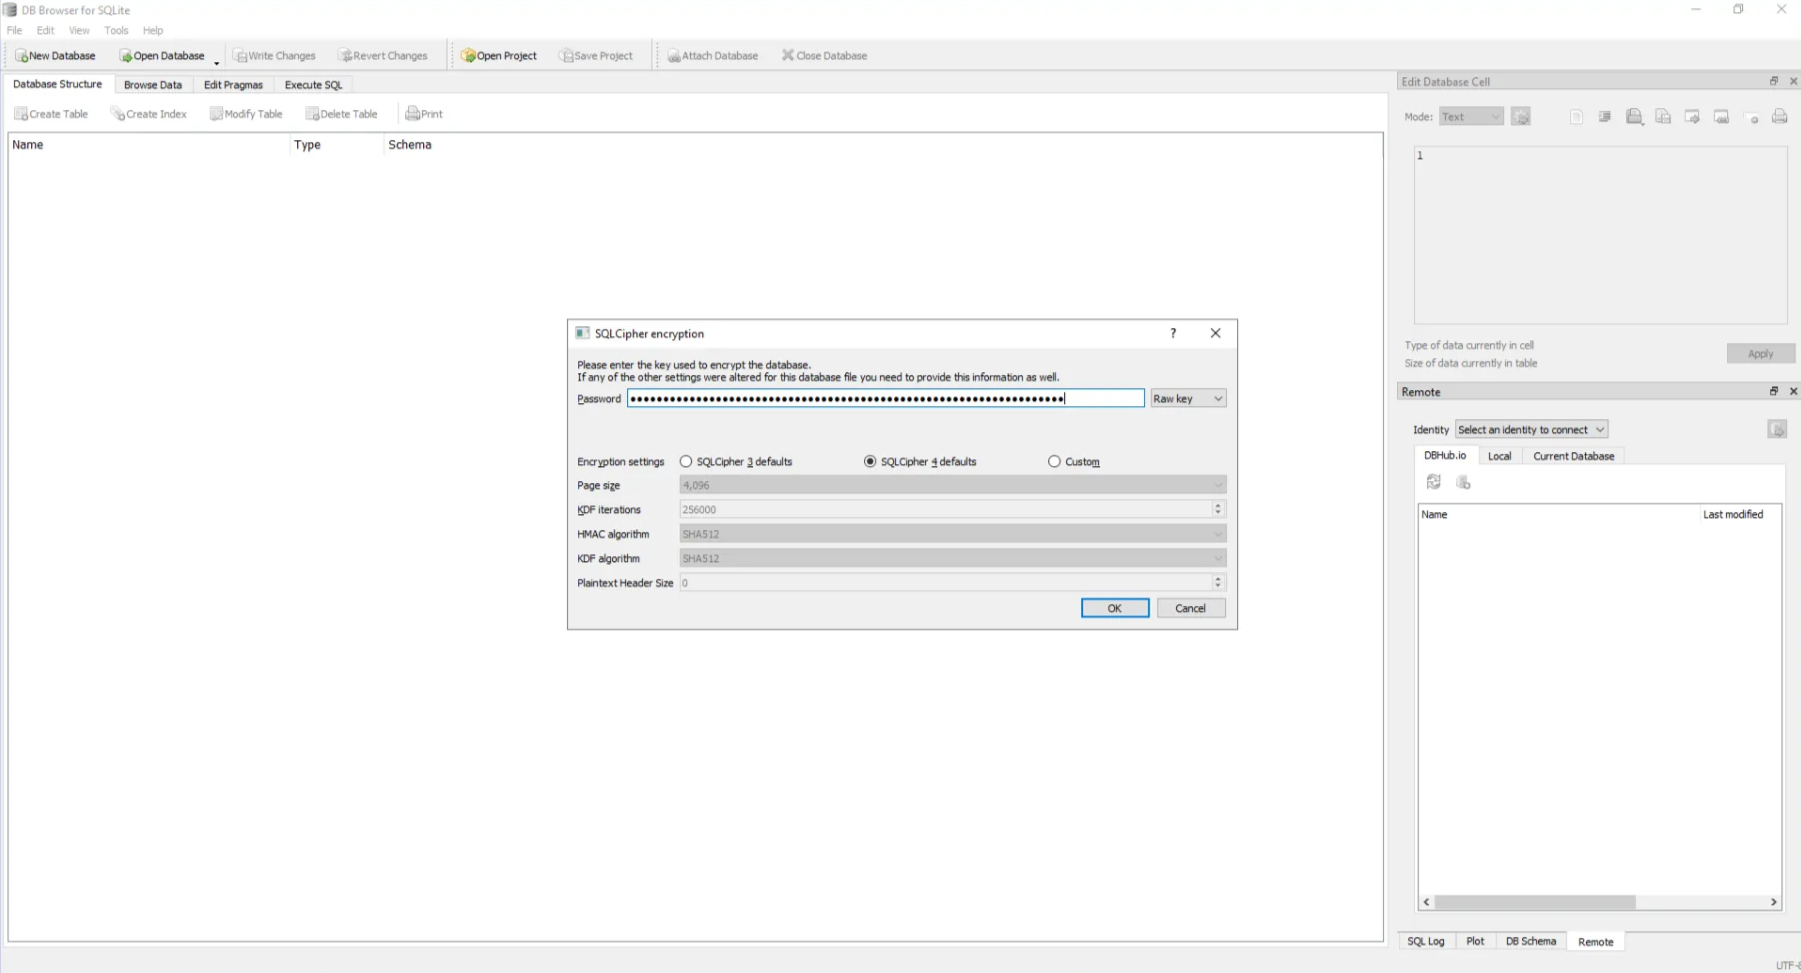 DB Browser for SQLite
File Edit View Tools Help
New Database Open Database Write Changes Revert Changes Open Project Save Project Attach Database Close Database
Database Structure Browse Data Edit Pragmas Execute SQL
Create Table Create Index Modify Table Delete Table Print
Name Type Schema
SQLCipher encryption ?
Please enter the key used to encrypt the database.
If any of the other settings were altered for this database file you need to provide this information as well.
Password ●●●●●●●●●●●●●●●●●●●●●●●●●●●●●●●●●●●●●●●●●●●●●●●●●●●●●●●●●●●●●●●●●● Raw key
Encryption settings SQLCipher 3 defaults SQLCipher 4 defaults Custom
Page size 4,096
KDF iterations 256000
HMAC algorithm SHA512
KDF algorithm SHA512
Plaintext Header Size 0
OK Cancel
Edit Database Cell
Mode: Text
1
Type of data currently in cell
Size of data currently in table
Apply
Remote
Identity Select an identity to connect
DBHub.io Local Current Database
Name Last modified
SQL Log Plot DB Schema Remote